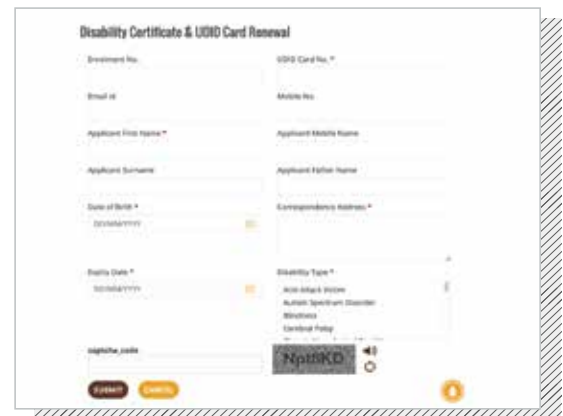 Disability Certificate & UDID Card Renewal
Enrolment No. UDID Card No. *
Email id Mobile No.
Applicant First Name * Applicant Middle Name
Applicant Surname Applicant Father Name
Date of Birth * Correspondence Address *
DD/MM/YYYY
Expiry Date * Disability Type *
DD/MM/YYYY Acid Attack Victim
Autism Spectrum Disorder
Blindness
Cerebral Palsy
captcha_code
SUBMIT CANCEL